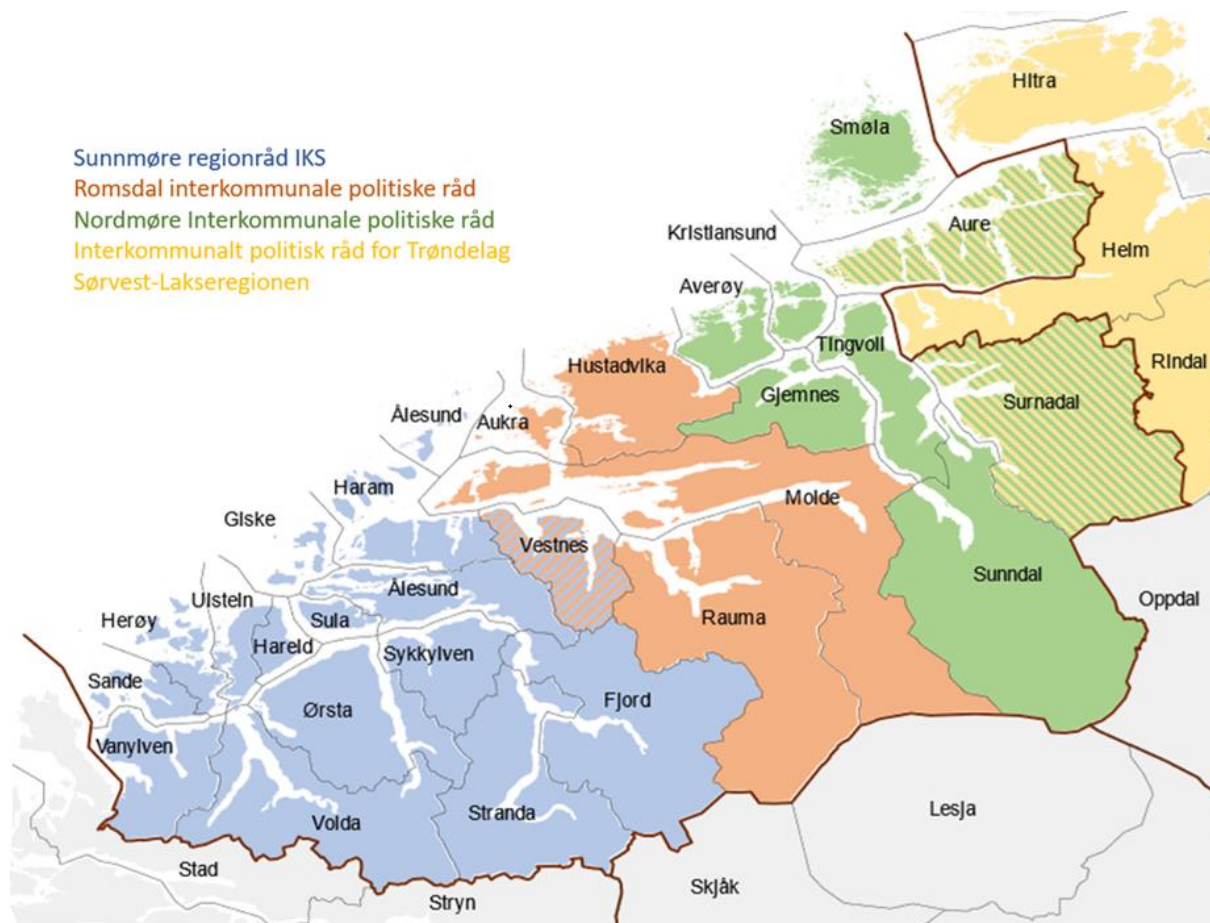 Sunnmøre regionråd IKS
Romsdal interkommunale politiske råd
Nordmøre Interkommunale politiske råd
Interkommunalt politisk råd for Trøndelag
Sørvest-Lakseregionen
Hitra
Smøla
Aure
Kristiansund
Heim
Averøy
Tingvoll
Hustadvika
Rindal
Gjemnes
Surnadal
Ålesund
Aukra
Haram
Molde
Giske
Vestnes
Sunndal
Ålesund
Oppdal
Ulstein
Herøy
Sula
Rauma
Hareid
Sykkylven
Sande
Ørsta
Fjord
Vanylven
Stranda
Volda
Lesja
Stad
Skjåk
Stryn